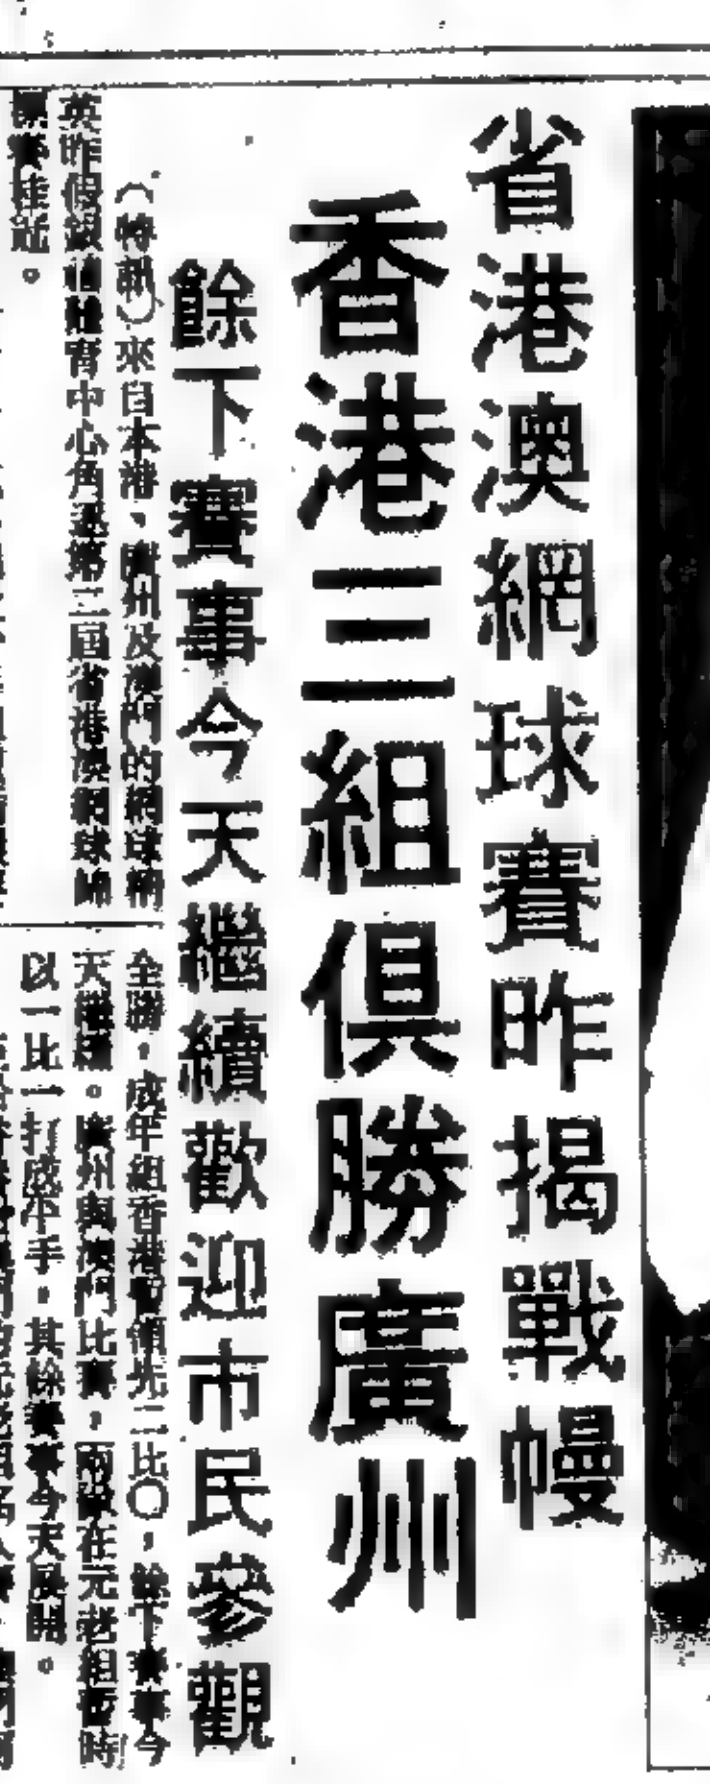 省港澳網球賽昨揭戰幔
香港三組俱勝廣州
餘下賽事今天繼續歡迎市民參觀
（特訊）來自本港、廣州及澳門的網球精
英昨假銀禧體育中心角逐第二屆省港澳網球錦
標賽桂冠。
全勝，成年組香港暫領先二比〇，餘下賽事今
天繼續。廣州與澳門比賽，兩隊在元老組暫時
以一比一打成平手，其餘賽事今天展開。